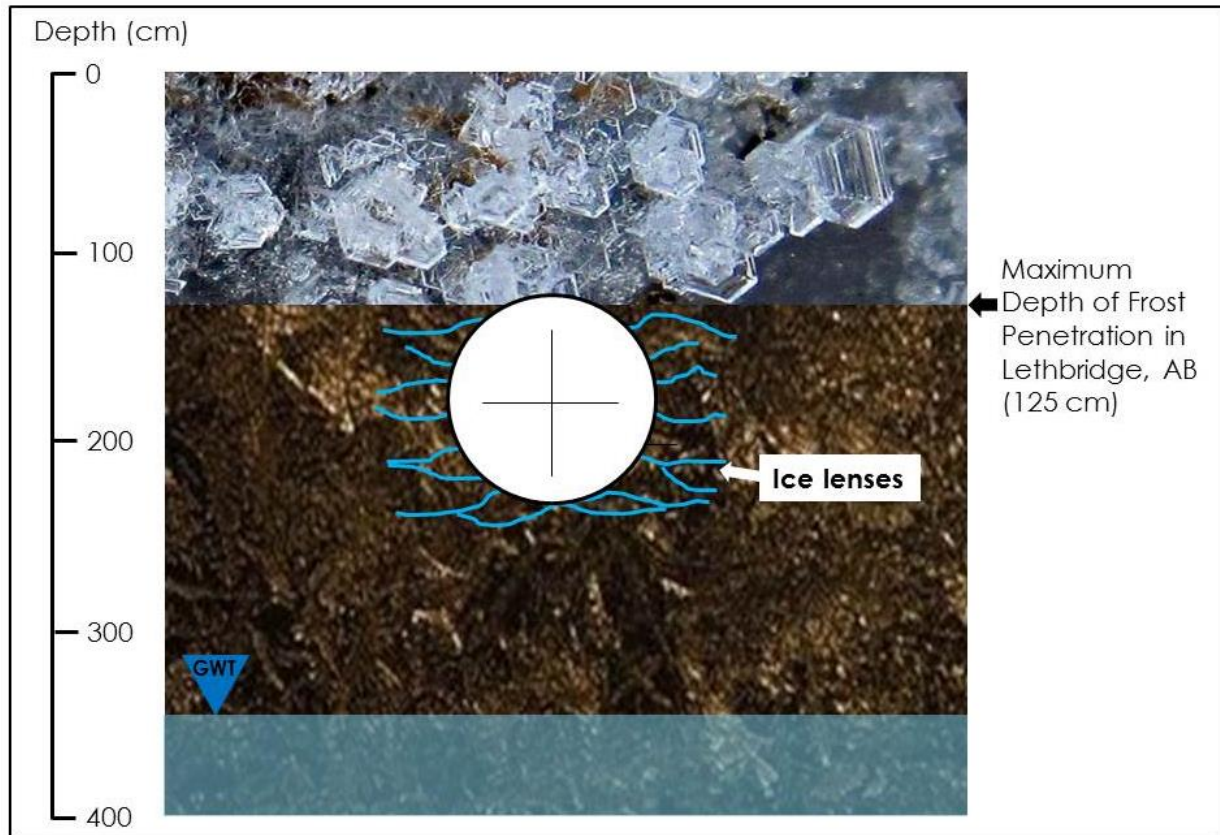 Depth (cm)
0
100
Maximum
Depth of Frost
Penetration in
Lethbridge, AB
(125 cm)
200
Ice lenses
300
GWT
400